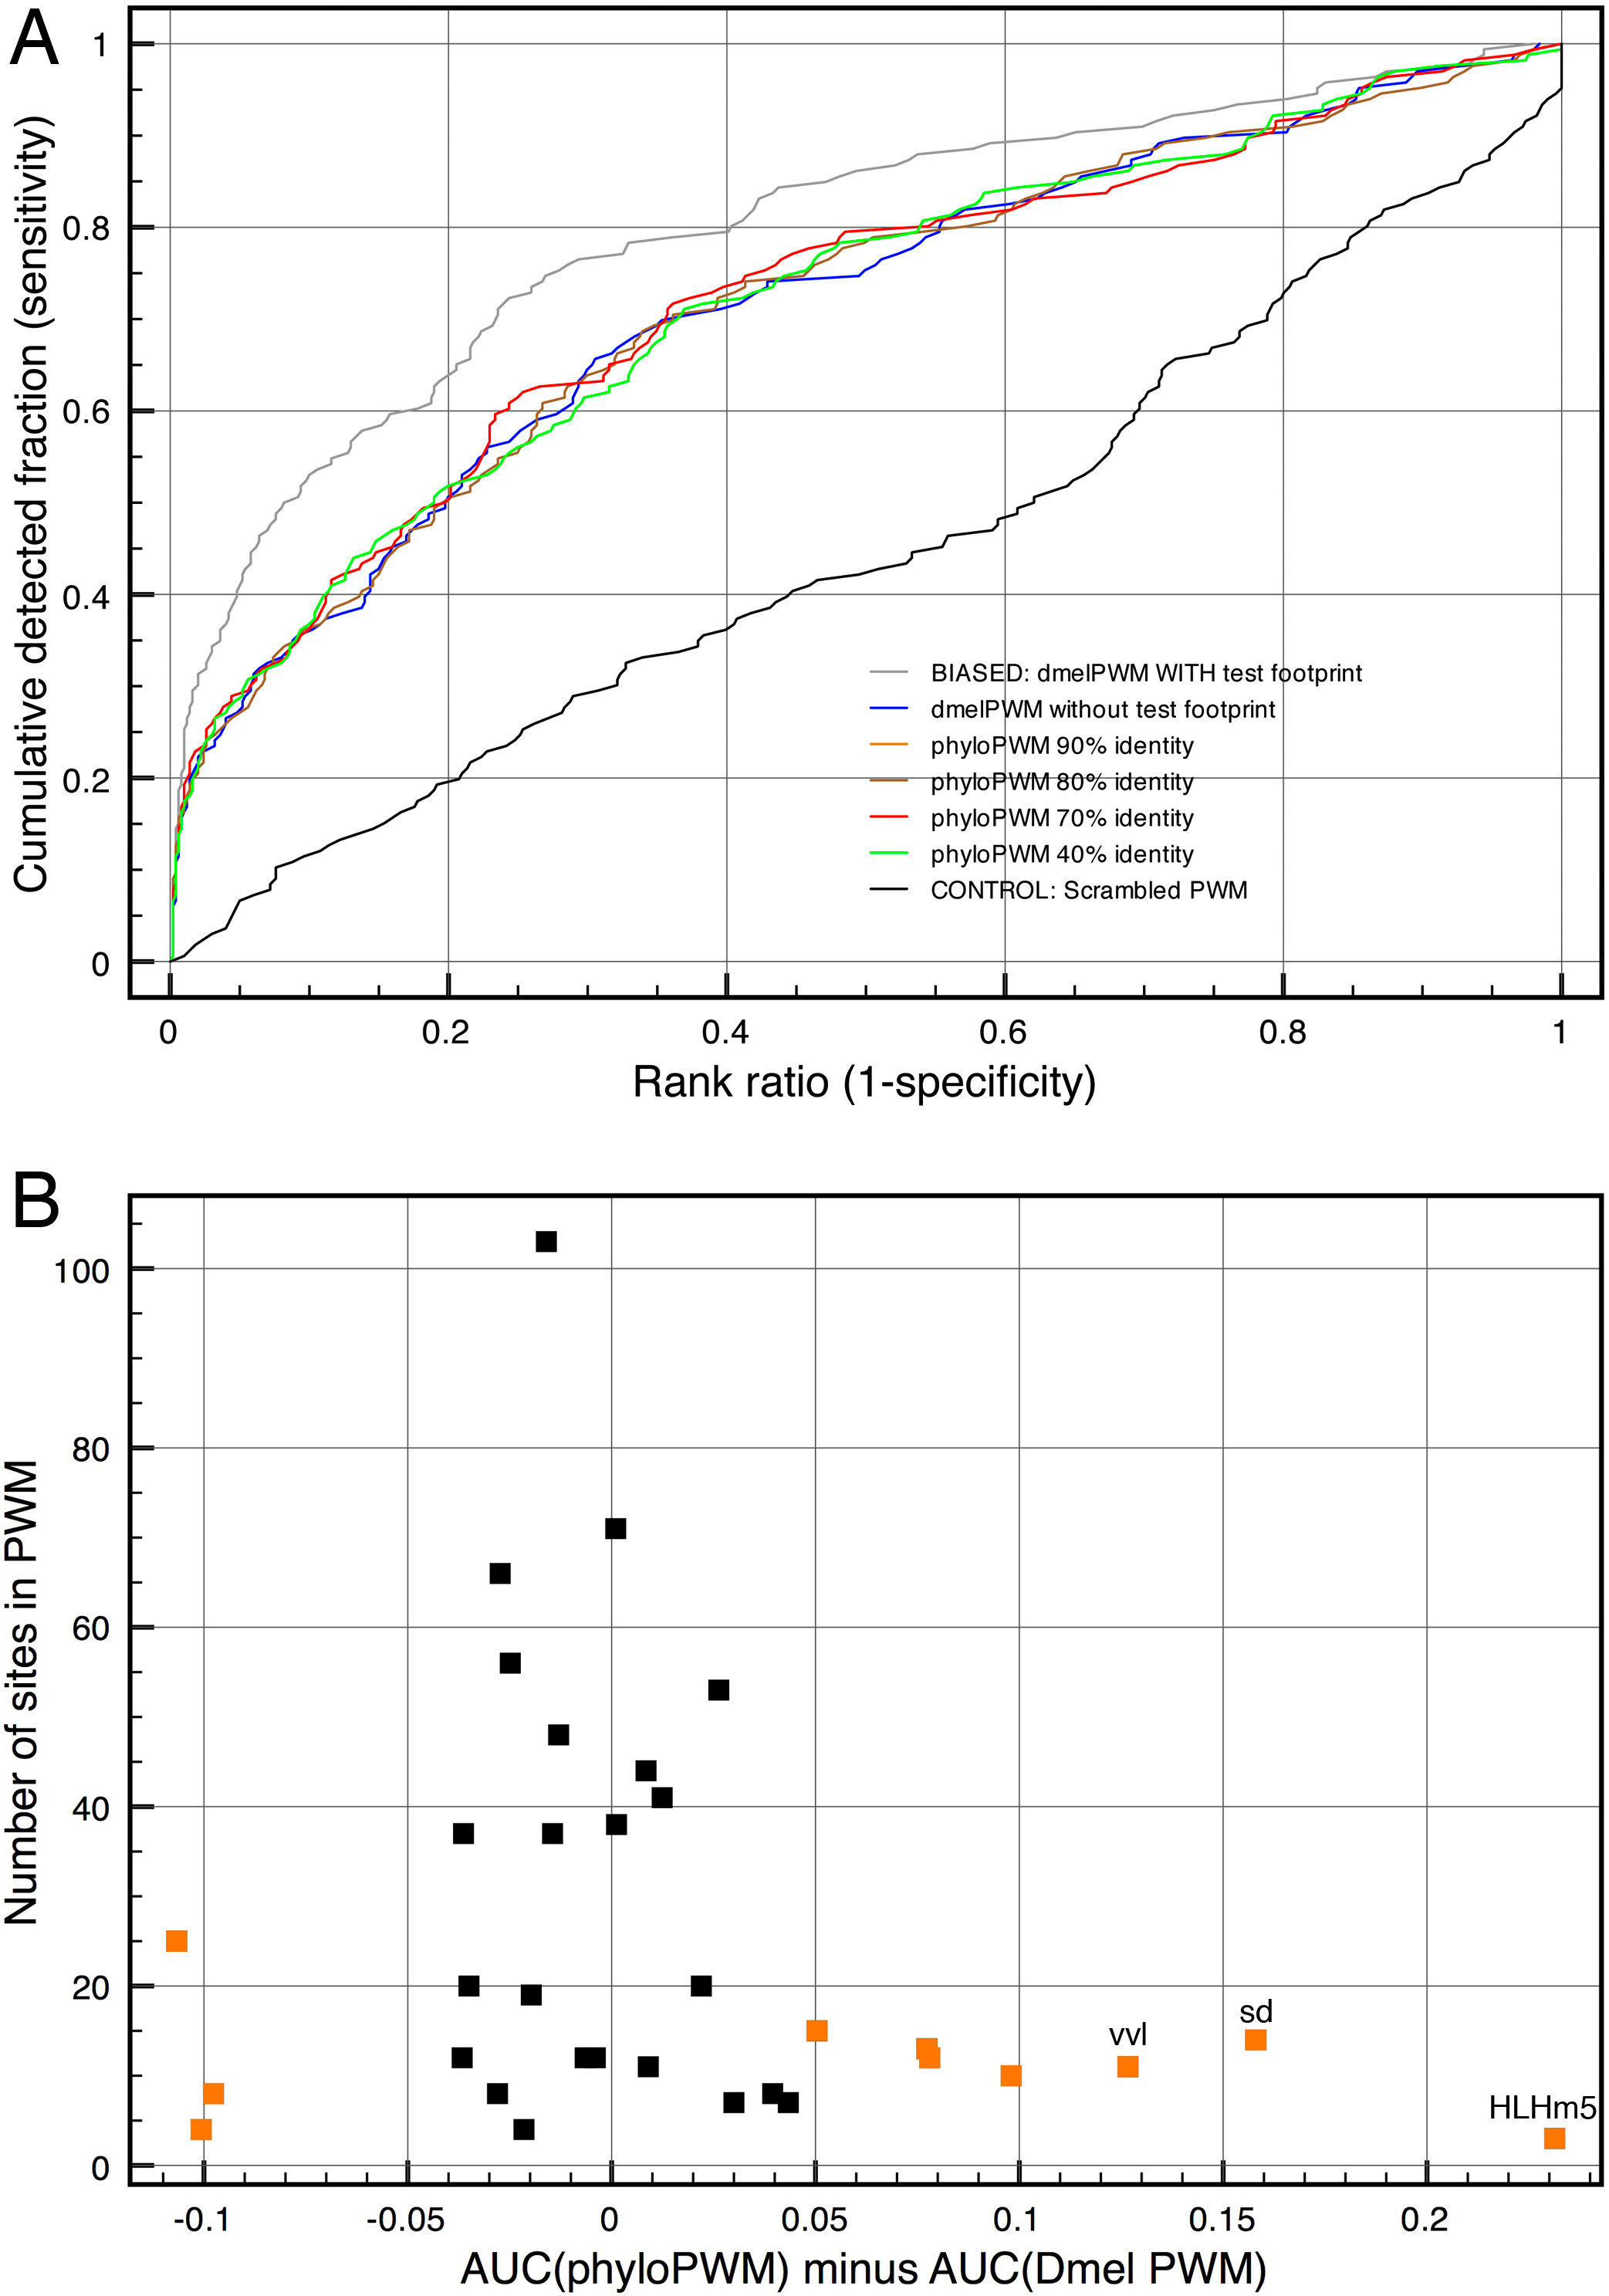 A
Cumulative detected fraction (sensitivity)
1
0.8
0.6
0.4
0.2
0
BIASED: dmelPWM WITH test footprint
dmelPWM without test footprint
phyloPWM 90% identity
phyloPWM 80% identity
phyloPWM 70% identity
phyloPWM 40% identity
CONTROL: Scrambled PWM
0 0.2 0.4 0.6 0.8 1
Rank ratio (1-specificity)
B
Number of sites in PWM
100
80
60
40
20
0
sd
vvl
HLHm5
-0.1 -0.05 0 0.05 0.1 0.15 0.2
AUC(phyloPWM) minus AUC(Dmel PWM)